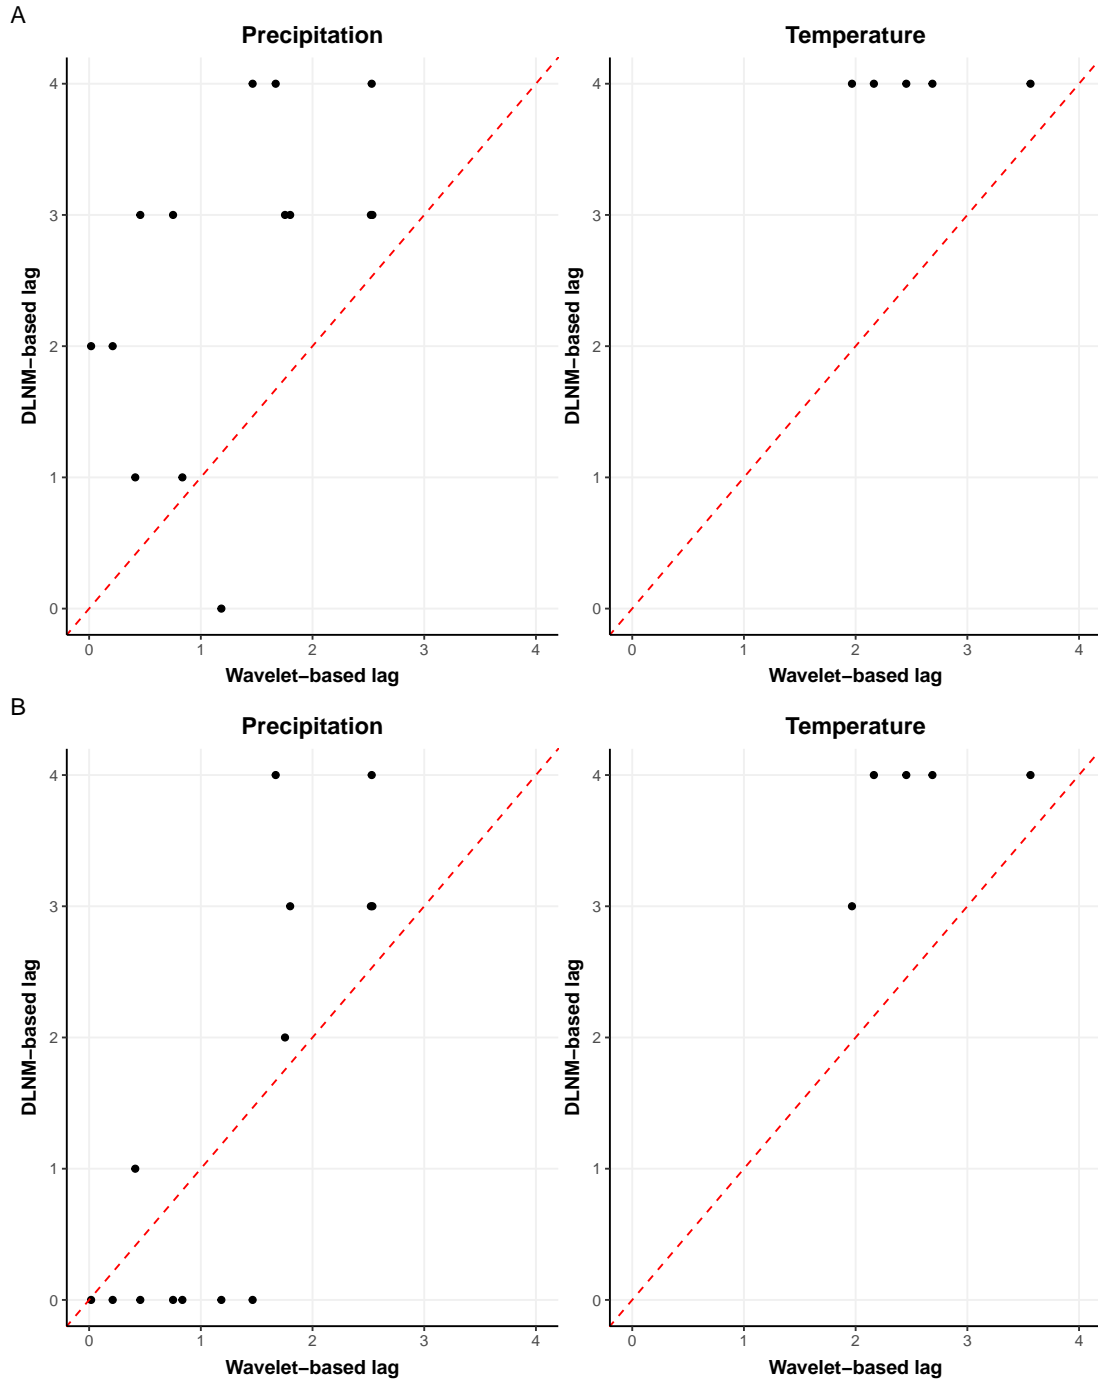 A
Precipitation
Temperature
4
3
2
1
0
DLNM−based lag
0 1 2 3 4
Wavelet−based lag
4
3
2
1
0
DLNM−based lag
0 1 2 3 4
Wavelet−based lag
B
Precipitation
Temperature
4
3
2
1
0
DLNM−based lag
0 1 2 3 4
Wavelet−based lag
4
3
2
1
0
DLNM−based lag
0 1 2 3 4
Wavelet−based lag